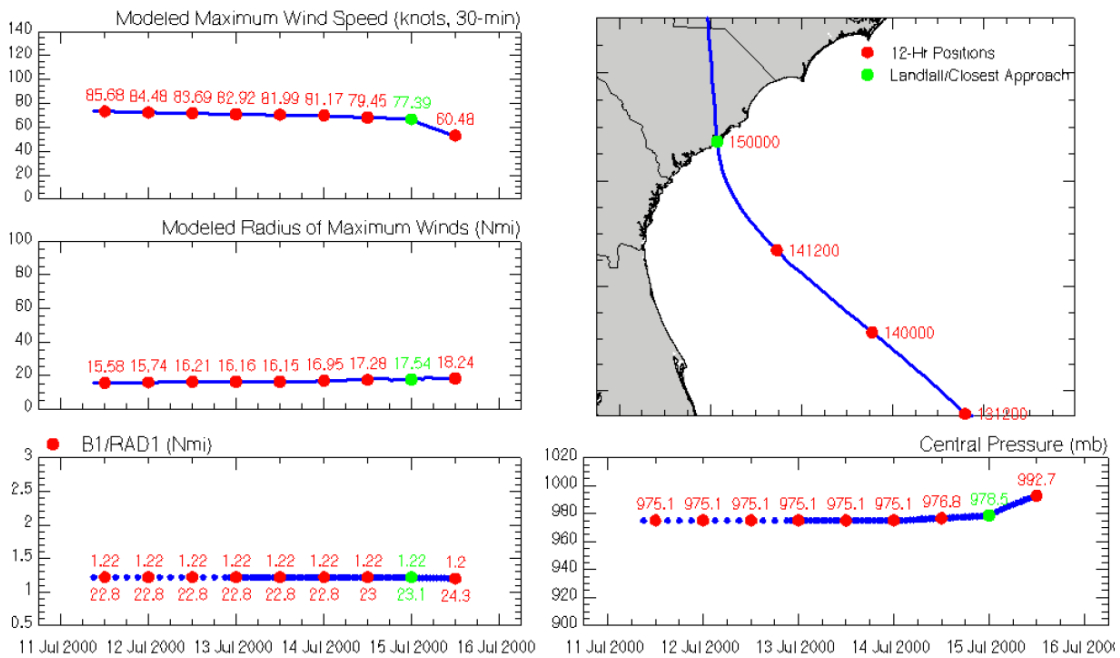 Modeled Maximum Wind Speed (knots, 30-min)
140
120
100
80
60
40
20
0
85.68 84.48 83.69 82.92 81.99 81.17 79.45 77.39 60.48
Modeled Radius of Maximum Winds (Nmi)
100
80
60
40
20
0
15.58 15.74 16.21 16.16 16.15 16.95 17.28 17.54 18.24
12-Hr Positions
Landfall/Closest Approach
150000
141200
140000
131200
B1/RAD1 (Nmi)
3
2.5
2
1.5
1
0.5
1.22 1.22 1.22 1.22 1.22 1.22 1.22 1.22 1.2
22.8 22.8 22.8 22.8 22.8 22.8 23 23.1 24.3
11 Jul 2000 12 Jul 2000 13 Jul 2000 14 Jul 2000 15 Jul 2000
Central Pressure (mb)
1020
1000
980
960
940
920
900
975.1 975.1 975.1 975.1 975.1 975.1 976.8 978.5 992.7
11 Jul 2000 12 Jul 2000 13 Jul 2000 14 Jul 2000 15 Jul 2000 16 Jul 2000